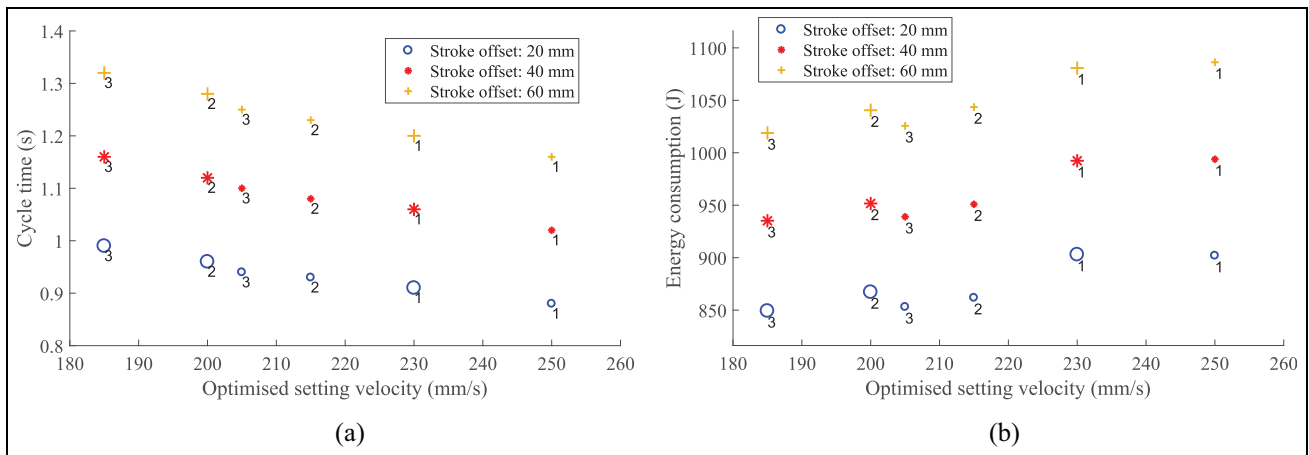 1.4
1.3
1.2
1.1
1
0.9
0.8
Cycle time (s)
Stroke offset: 20 mm
Stroke offset: 40 mm
Stroke offset: 60 mm
3 2 3 2 1 1
3 2 3 2 1 1
3 2 3 2 1 1
180 190 200 210 220 230 240 250 260
Optimised setting velocity (mm/s)
(a)
Stroke offset: 20 mm
Stroke offset: 40 mm
Stroke offset: 60 mm
1100
1050
1000
950
900
850
Energy consumption (J)
3 2 3 2 1 1
3 2 3 2 1 1
3 2 3 2 1 1
180 190 200 210 220 230 240 250 260
Optimised setting velocity (mm/s)
(b)